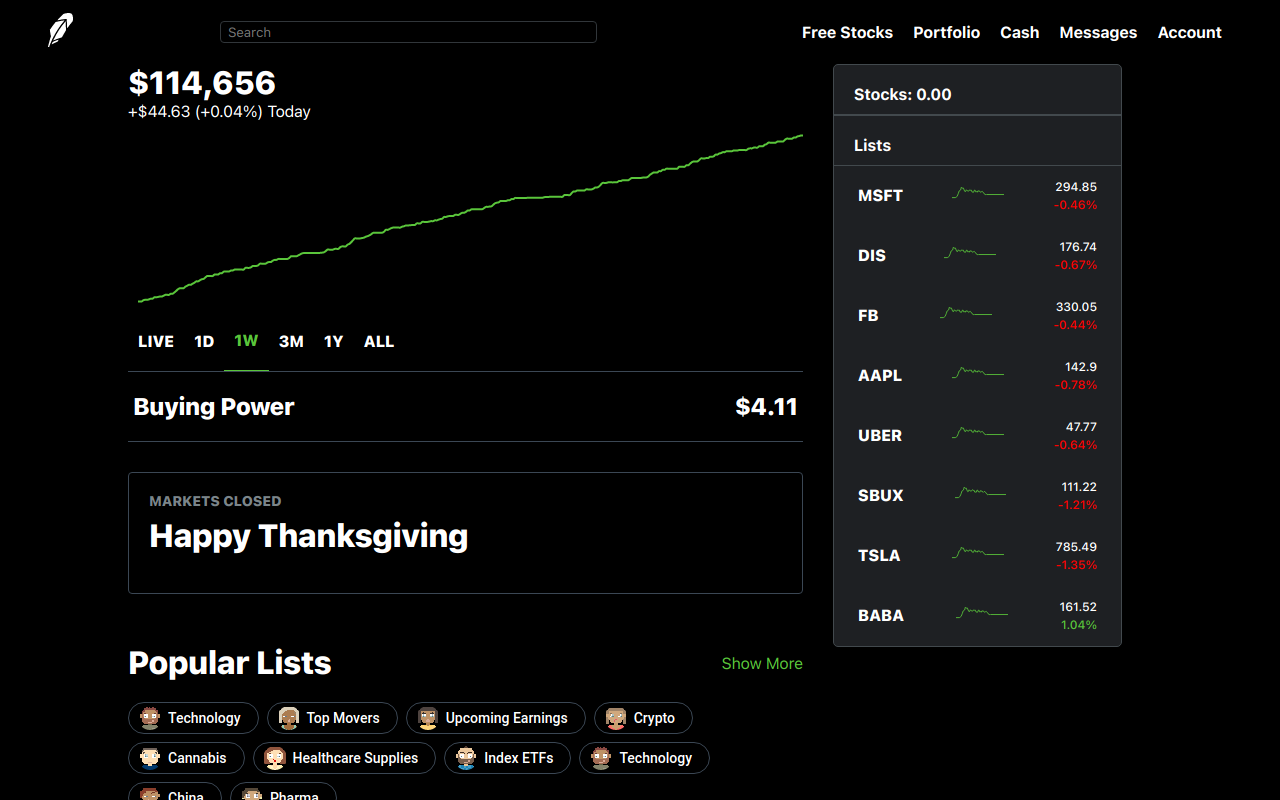 Search
Free Stocks Portfolio Cash Messages Account
$114,656
+$44.63 (+0.04%) Today
LIVE 1D 1W 3M 1Y ALL
Buying Power $4.11
MARKETS CLOSED
Happy Thanksgiving
Popular Lists Show More
Technology Top Movers Upcoming Earnings Crypto
Cannabis Healthcare Supplies Index ETFs Technology
China Pharma
Stocks: 0.00
Lists
MSFT 294.85
-0.46%
DIS 176.74
-0.67%
FB 330.05
-0.44%
AAPL 142.9
-0.78%
UBER 47.77
-0.64%
SBUX 111.22
-1.21%
TSLA 785.49
-1.35%
BABA 161.52
1.04%